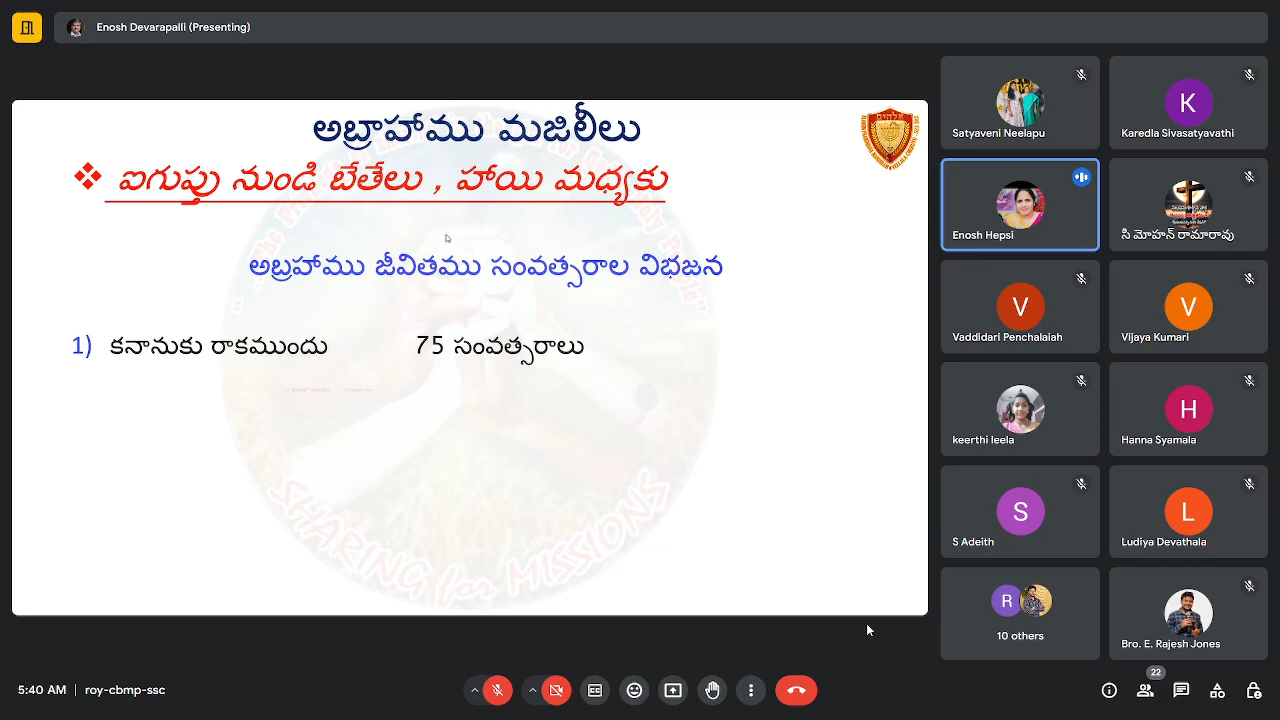 Enosh Devarapalli (Presenting)
అబ్రాహాము మజిలీలు
❖ ఐగుప్తు నుండి బేతేలు , హాయి మధ్యకు
అబ్రహాము జీవితము సంవత్సరాల విభజన
1) కనానుకు రాకముందు 75 సంవత్సరాలు
SHARING for MISSIONS
Satyaveni Neelapu
K
Karedla Sivasatyavathi
Enosh Hepsi
సి మోహన్ రామారావు
V
Vaddidari Penchalaiah
V
Vijaya Kumari
keerthi leela
H
Hanna Syamala
S
S Adeith
L
Ludiya Devathala
R
10 others
Bro. E. Rajesh Jones
5:40 AM | roy-cbmp-ssc
22